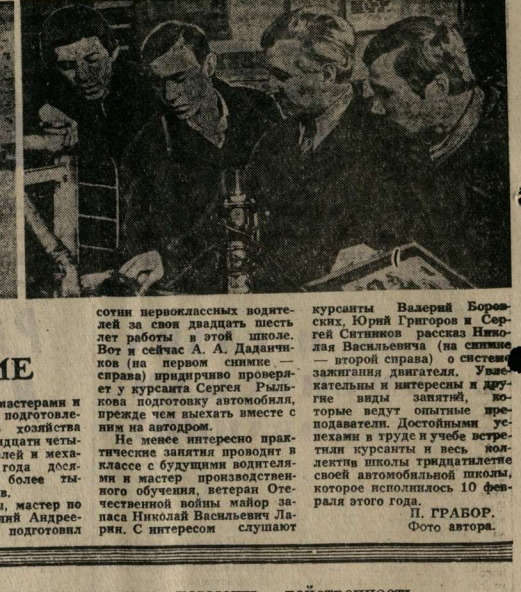 ИЕ
мастерами и
подготовле-
хозяйства
дцати четы-
лей и меха-
года дося-
более ты-
в.
ы, мастер по
ний Андрее-
подготовил
сотни первоклассных водите-
лей за свои двадцать шесть
лет работы в этой школе.
Вот и сейчас А. А. Даданчи-
ков (на первом снимке —
справа) придирчиво проверя-
ет у курсанта Сергея Рыль-
кова подготовку автомобиля,
прежде чем выехать вместе с
ним на автодром.
Не менее интересно прак-
тические занятия проводит в
классе с будущими водителя-
ми и мастер производствен-
ного обучения, ветеран Оте-
чественной войны майор за-
паса Николай Васильевич Ла-
рин. С интересом слушают
курсанты Валерий Боров-
ских, Юрий Григоров и Сер-
гей Ситников рассказ Нико-
лая Васильевича (на снимке
— второй справа) о системе
зажигания двигателя. Увле-
кательны и интересны и дру-
гие виды занятий, ко-
торые ведут опытные пре-
подаватели. Достойными ус-
пехами в труде и учебе встре-
тили курсанты и весь кол-
лектив школы тридцатилетие
своей автомобильной школы,
которое исполнилось 10 фев-
раля этого года.
П. ГРАБОР.
Фото автора.